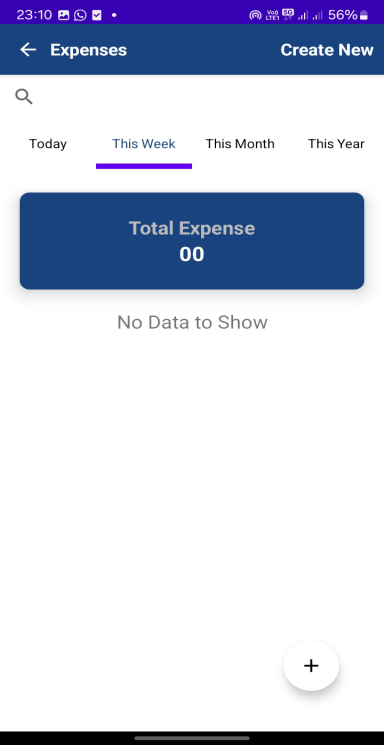 23:10 56%
Expenses Create New
Today This Week This Month This Year
Total Expense
00
No Data to Show
+